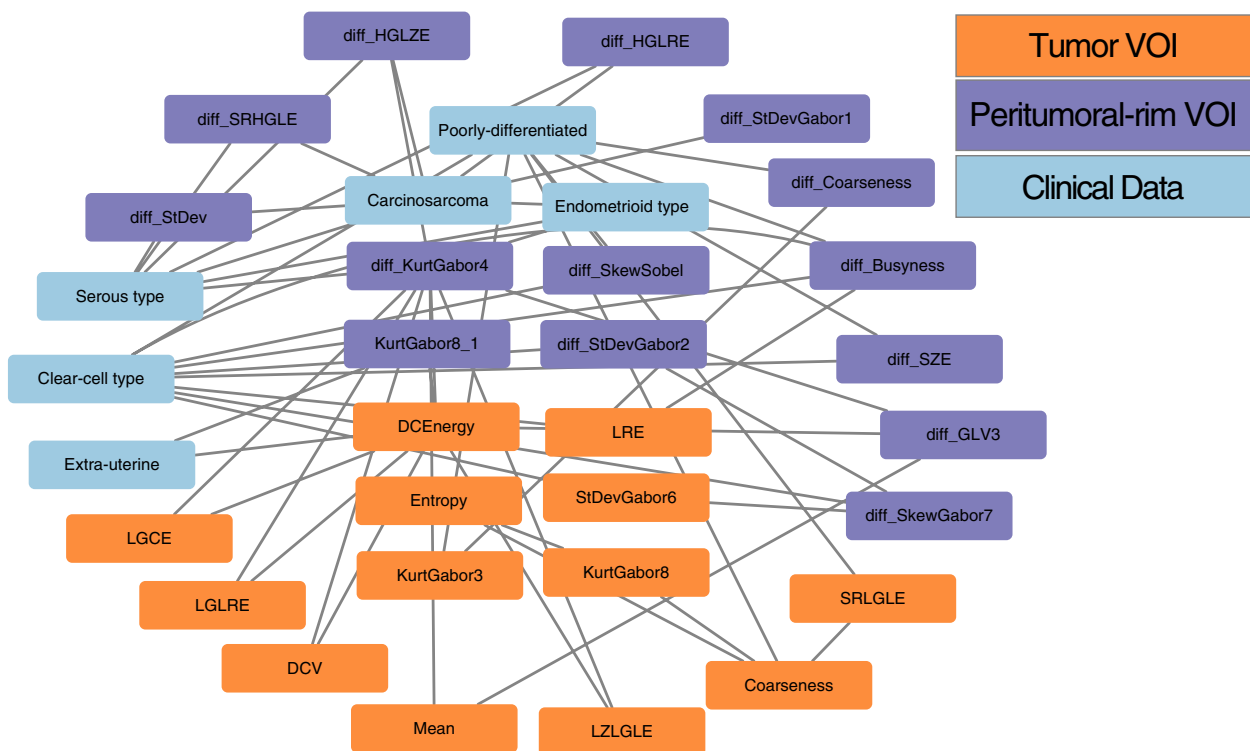 diff_HGLZE
diff_HGLRE
Tumor VOI
diff_SRHGLE
Poorly-differentiated
diff_StDevGabor1
Peritumoral-rim VOI
diff_Coarseness
Clinical Data
diff_StDev
Carcinosarcoma
Endometrioid type
Serous type
diff_KurtGabor4
diff_SkewSobel
diff_Busyness
Clear-cell type
KurtGabor8_1
diff_StDevGabor2
diff_SZE
Extra-uterine
DCEnergy
LRE
diff_GLV3
Entropy
StDevGabor6
diff_SkewGabor7
LGCE
KurtGabor3
KurtGabor8
LGLRE
SRLGLE
DCV
Coarseness
Mean
LZLGLE